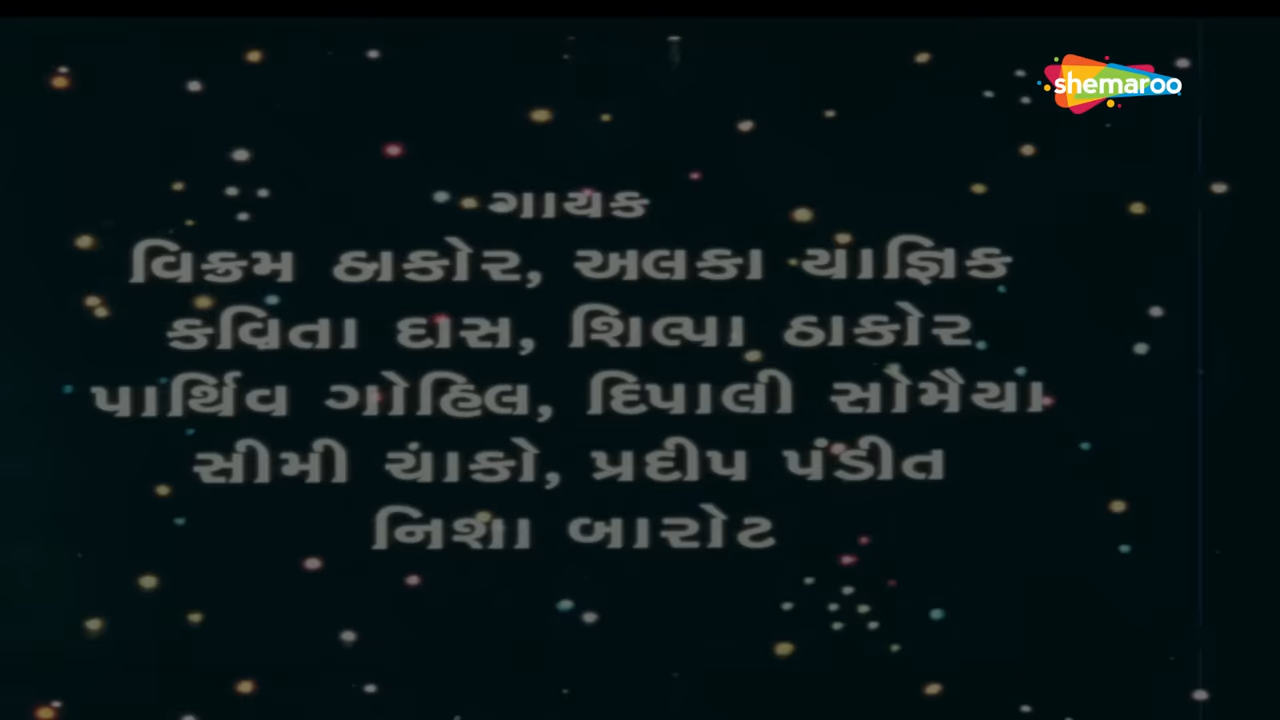 shemaroo
ગાયક
વિક્રમ ઠાકોર, અલકા યાજ્ઞિક
કવિતા દાસ, શિલ્પા ઠાકોર
પાર્થિવ ગોહિલ, દિપાલી સોમૈયા
સીમી ચાંકો, પ્રદીપ પંડીત
નિશા બારોટ